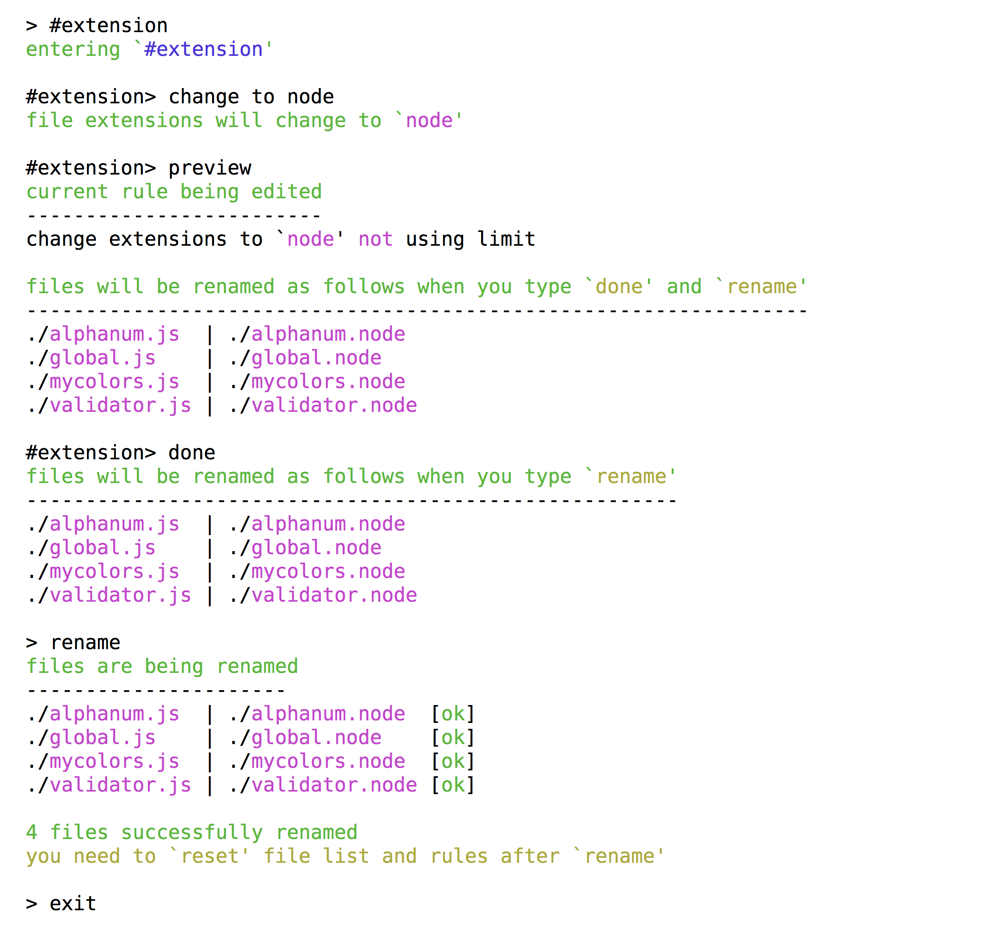 > #extension
entering `#extension'
#extension> change to node
file extensions will change to `node'
#extension> preview
current rule being edited
-------------------------
change extensions to `node' not using limit
files will be renamed as follows when you type `done' and `rename'
------------------------------------------------------------------
./alphanum.js  | ./alphanum.node
./global.js    | ./global.node
./mycolors.js  | ./mycolors.node
./validator.js | ./validator.node
#extension> done
files will be renamed as follows when you type `rename'
-------------------------------------------------------
./alphanum.js  | ./alphanum.node
./global.js    | ./global.node
./mycolors.js  | ./mycolors.node
./validator.js | ./validator.node
> rename
files are being renamed
----------------------
./alphanum.js  | ./alphanum.node  [ok]
./global.js    | ./global.node    [ok]
./mycolors.js  | ./mycolors.node  [ok]
./validator.js | ./validator.node [ok]
4 files successfully renamed
you need to `reset' file list and rules after `rename'
> exit